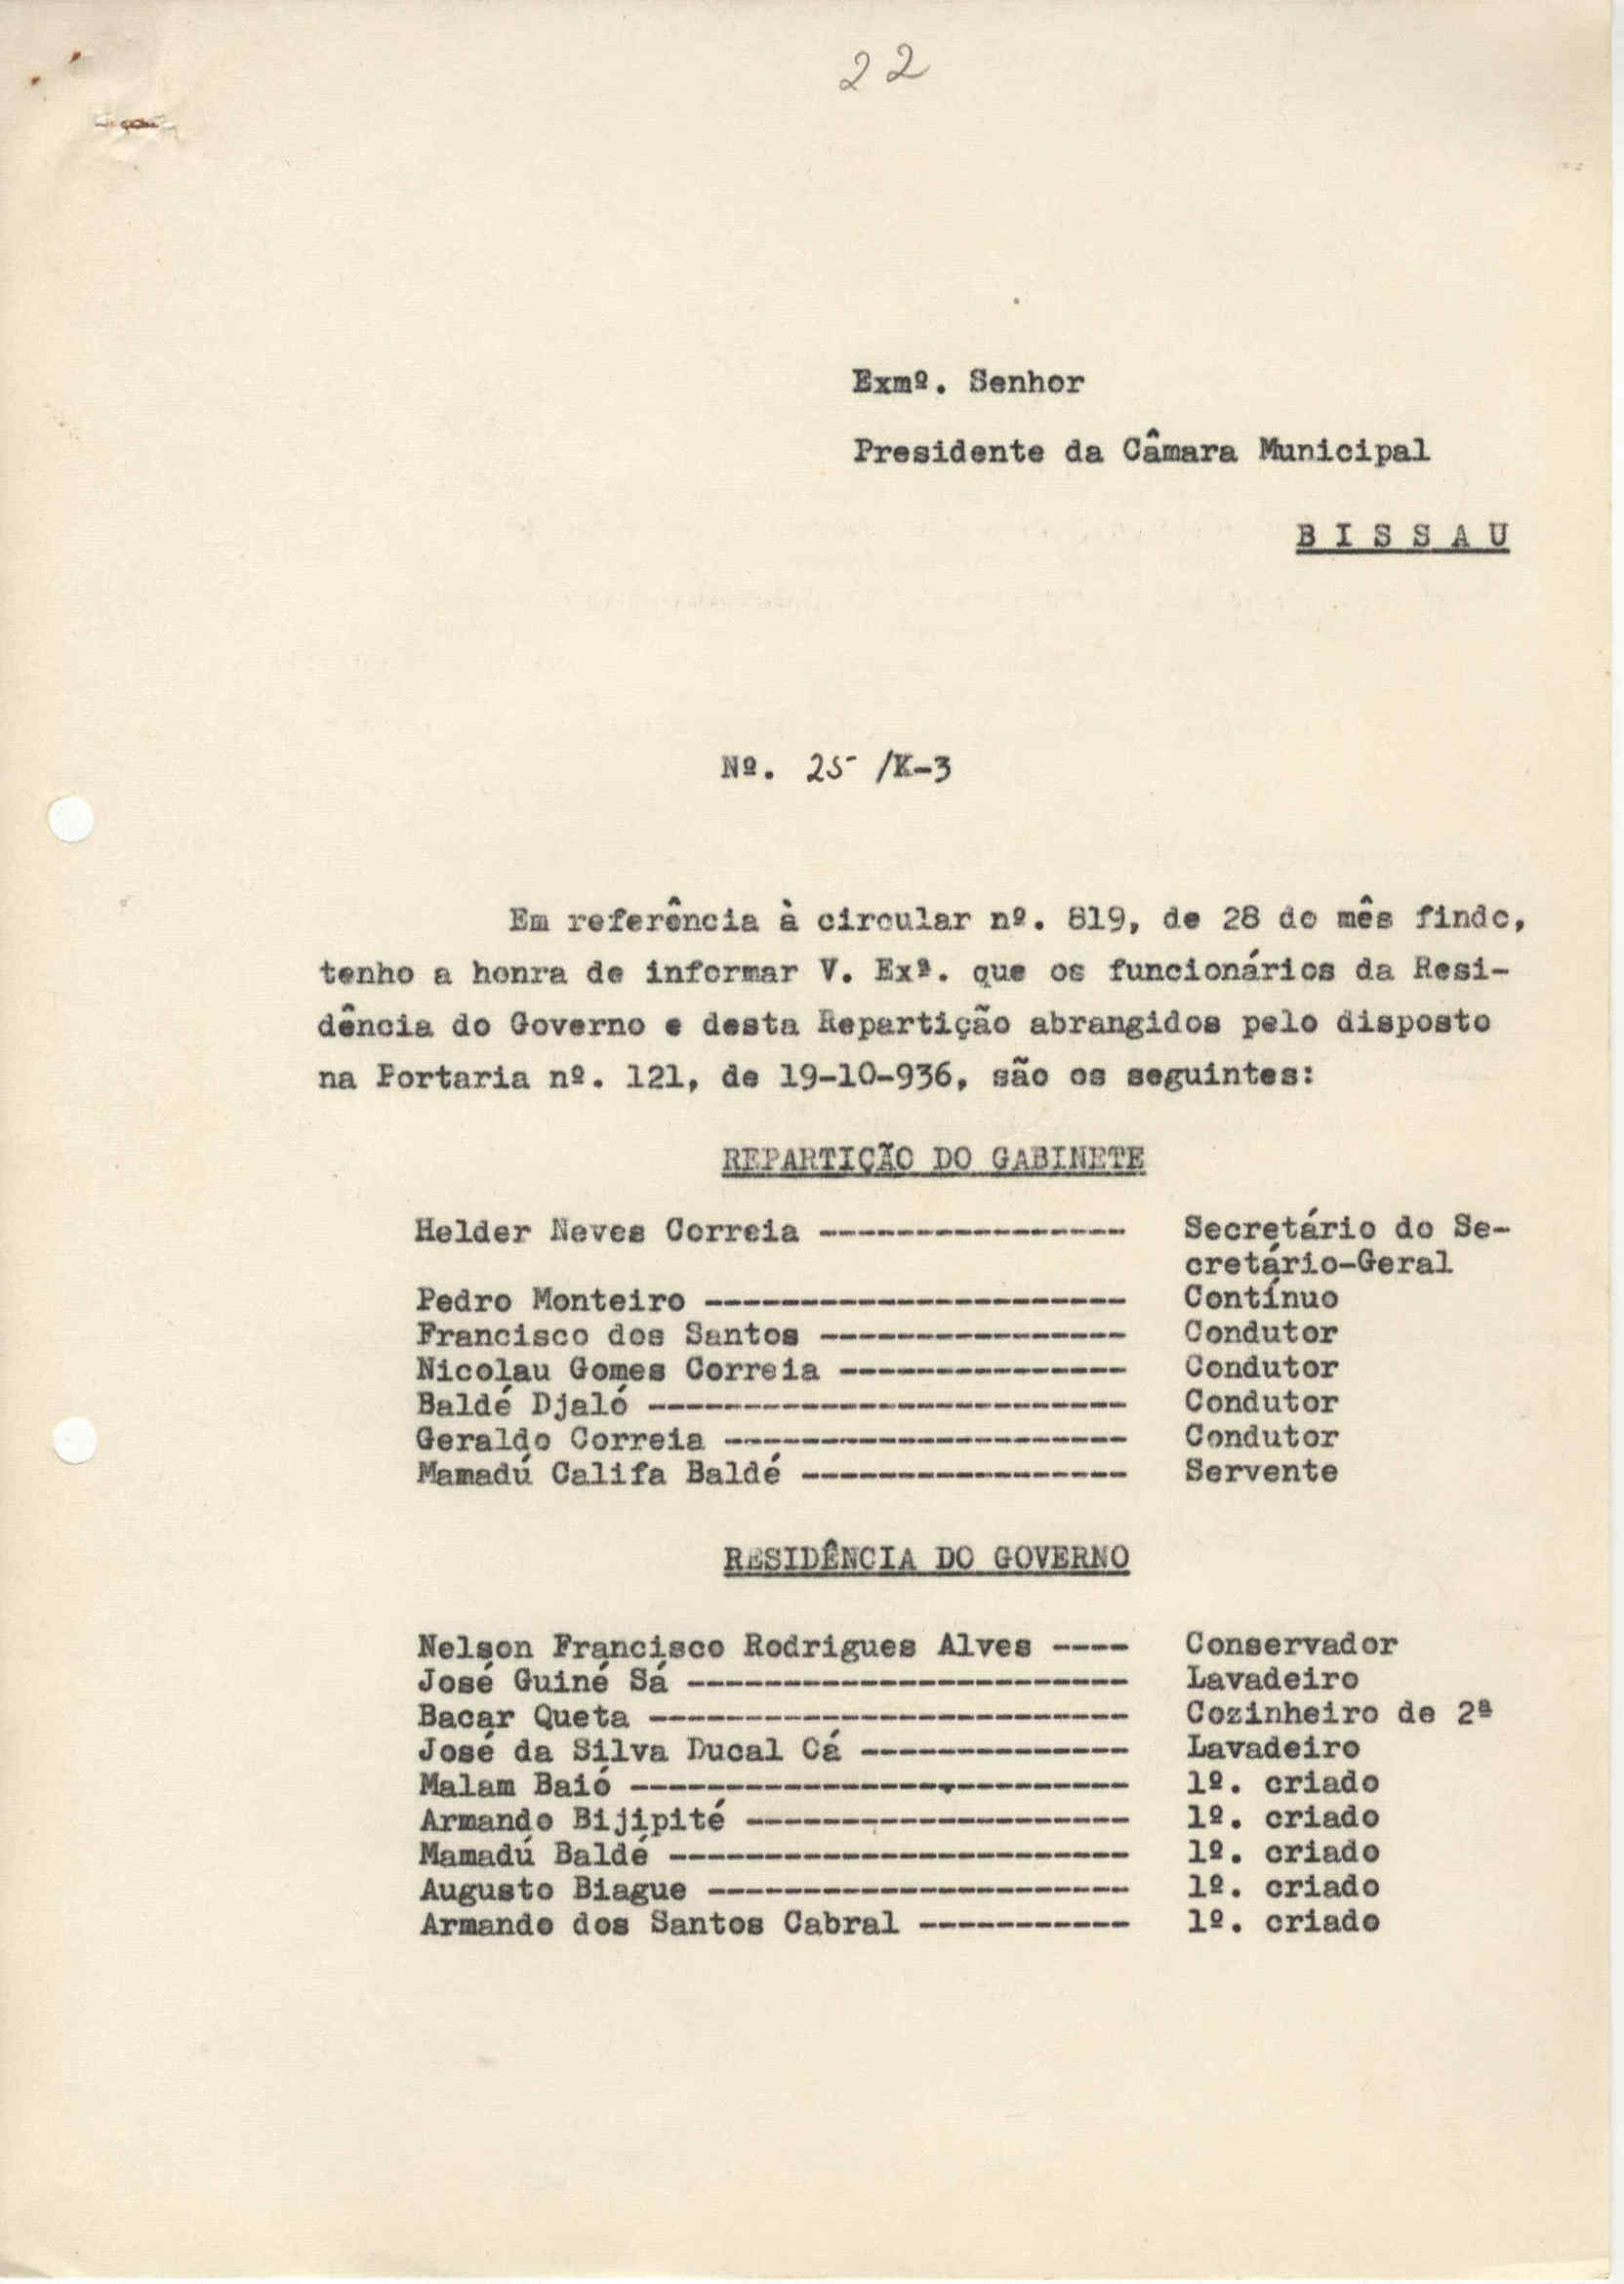 22
Exmº. Senhor
Presidente da Câmara Municipal
B I S S A U
Nº. 25 /K-3
Em referência à circular nº. 819, de 28 do mês findo,
tenho a honra de informar V. Exª. que os funcionários da Resi-
dência do Governo e desta Repartição abrangidos pelo disposto
na Portaria nº. 121, de 19-10-936, são os seguintes:
REPARTIÇÃO DO GABINETE
Helder Neves Correia ---------------- Secretário do Se-
cretário-Geral
Pedro Monteiro ---------------------- Contínuo
Francisco dos Santos ---------------- Condutor
Nicolau Gomes Correia --------------- Condutor
Baldé Djaló ------------------------- Condutor
Geraldo Correia --------------------- Condutor
Mamadú Califa Baldé ----------------- Servente
RESIDÊNCIA DO GOVERNO
Nelson Francisco Rodrigues Alves ---- Conservador
José Guiné Sá ----------------------- Lavadeiro
Bacar Queta ------------------------- Cozinheiro de 2ª
José da Silva Ducal Cá -------------- Lavadeiro
Malam Baió -------------------------- 1º. criado
Armando Bijipité -------------------- 1º. criado
Mamadú Baldé ------------------------ 1º. criado
Augusto Biague ---------------------- 1º. criado
Armando dos Santos Cabral ----------- 1º. criado